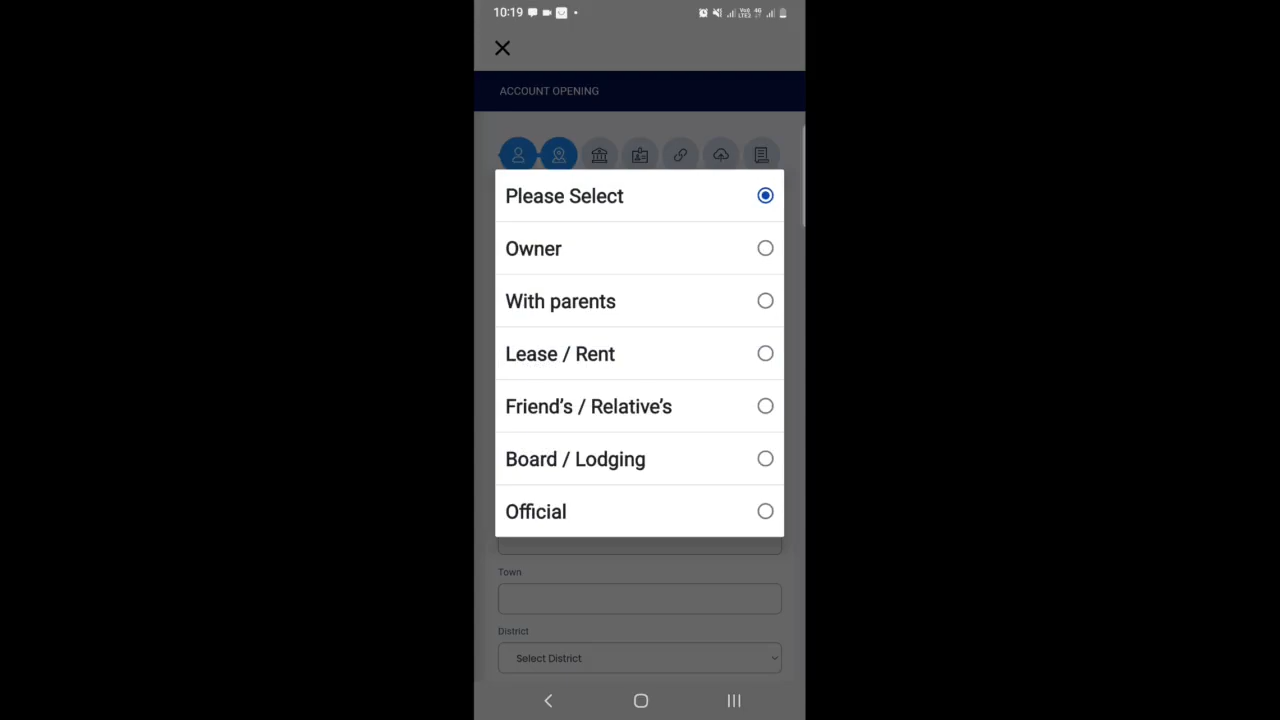 10:19
ACCOUNT OPENING
Please Select
Owner
With parents
Lease / Rent
Friend’s / Relative’s
Board / Lodging
Official
Town
District
Select District